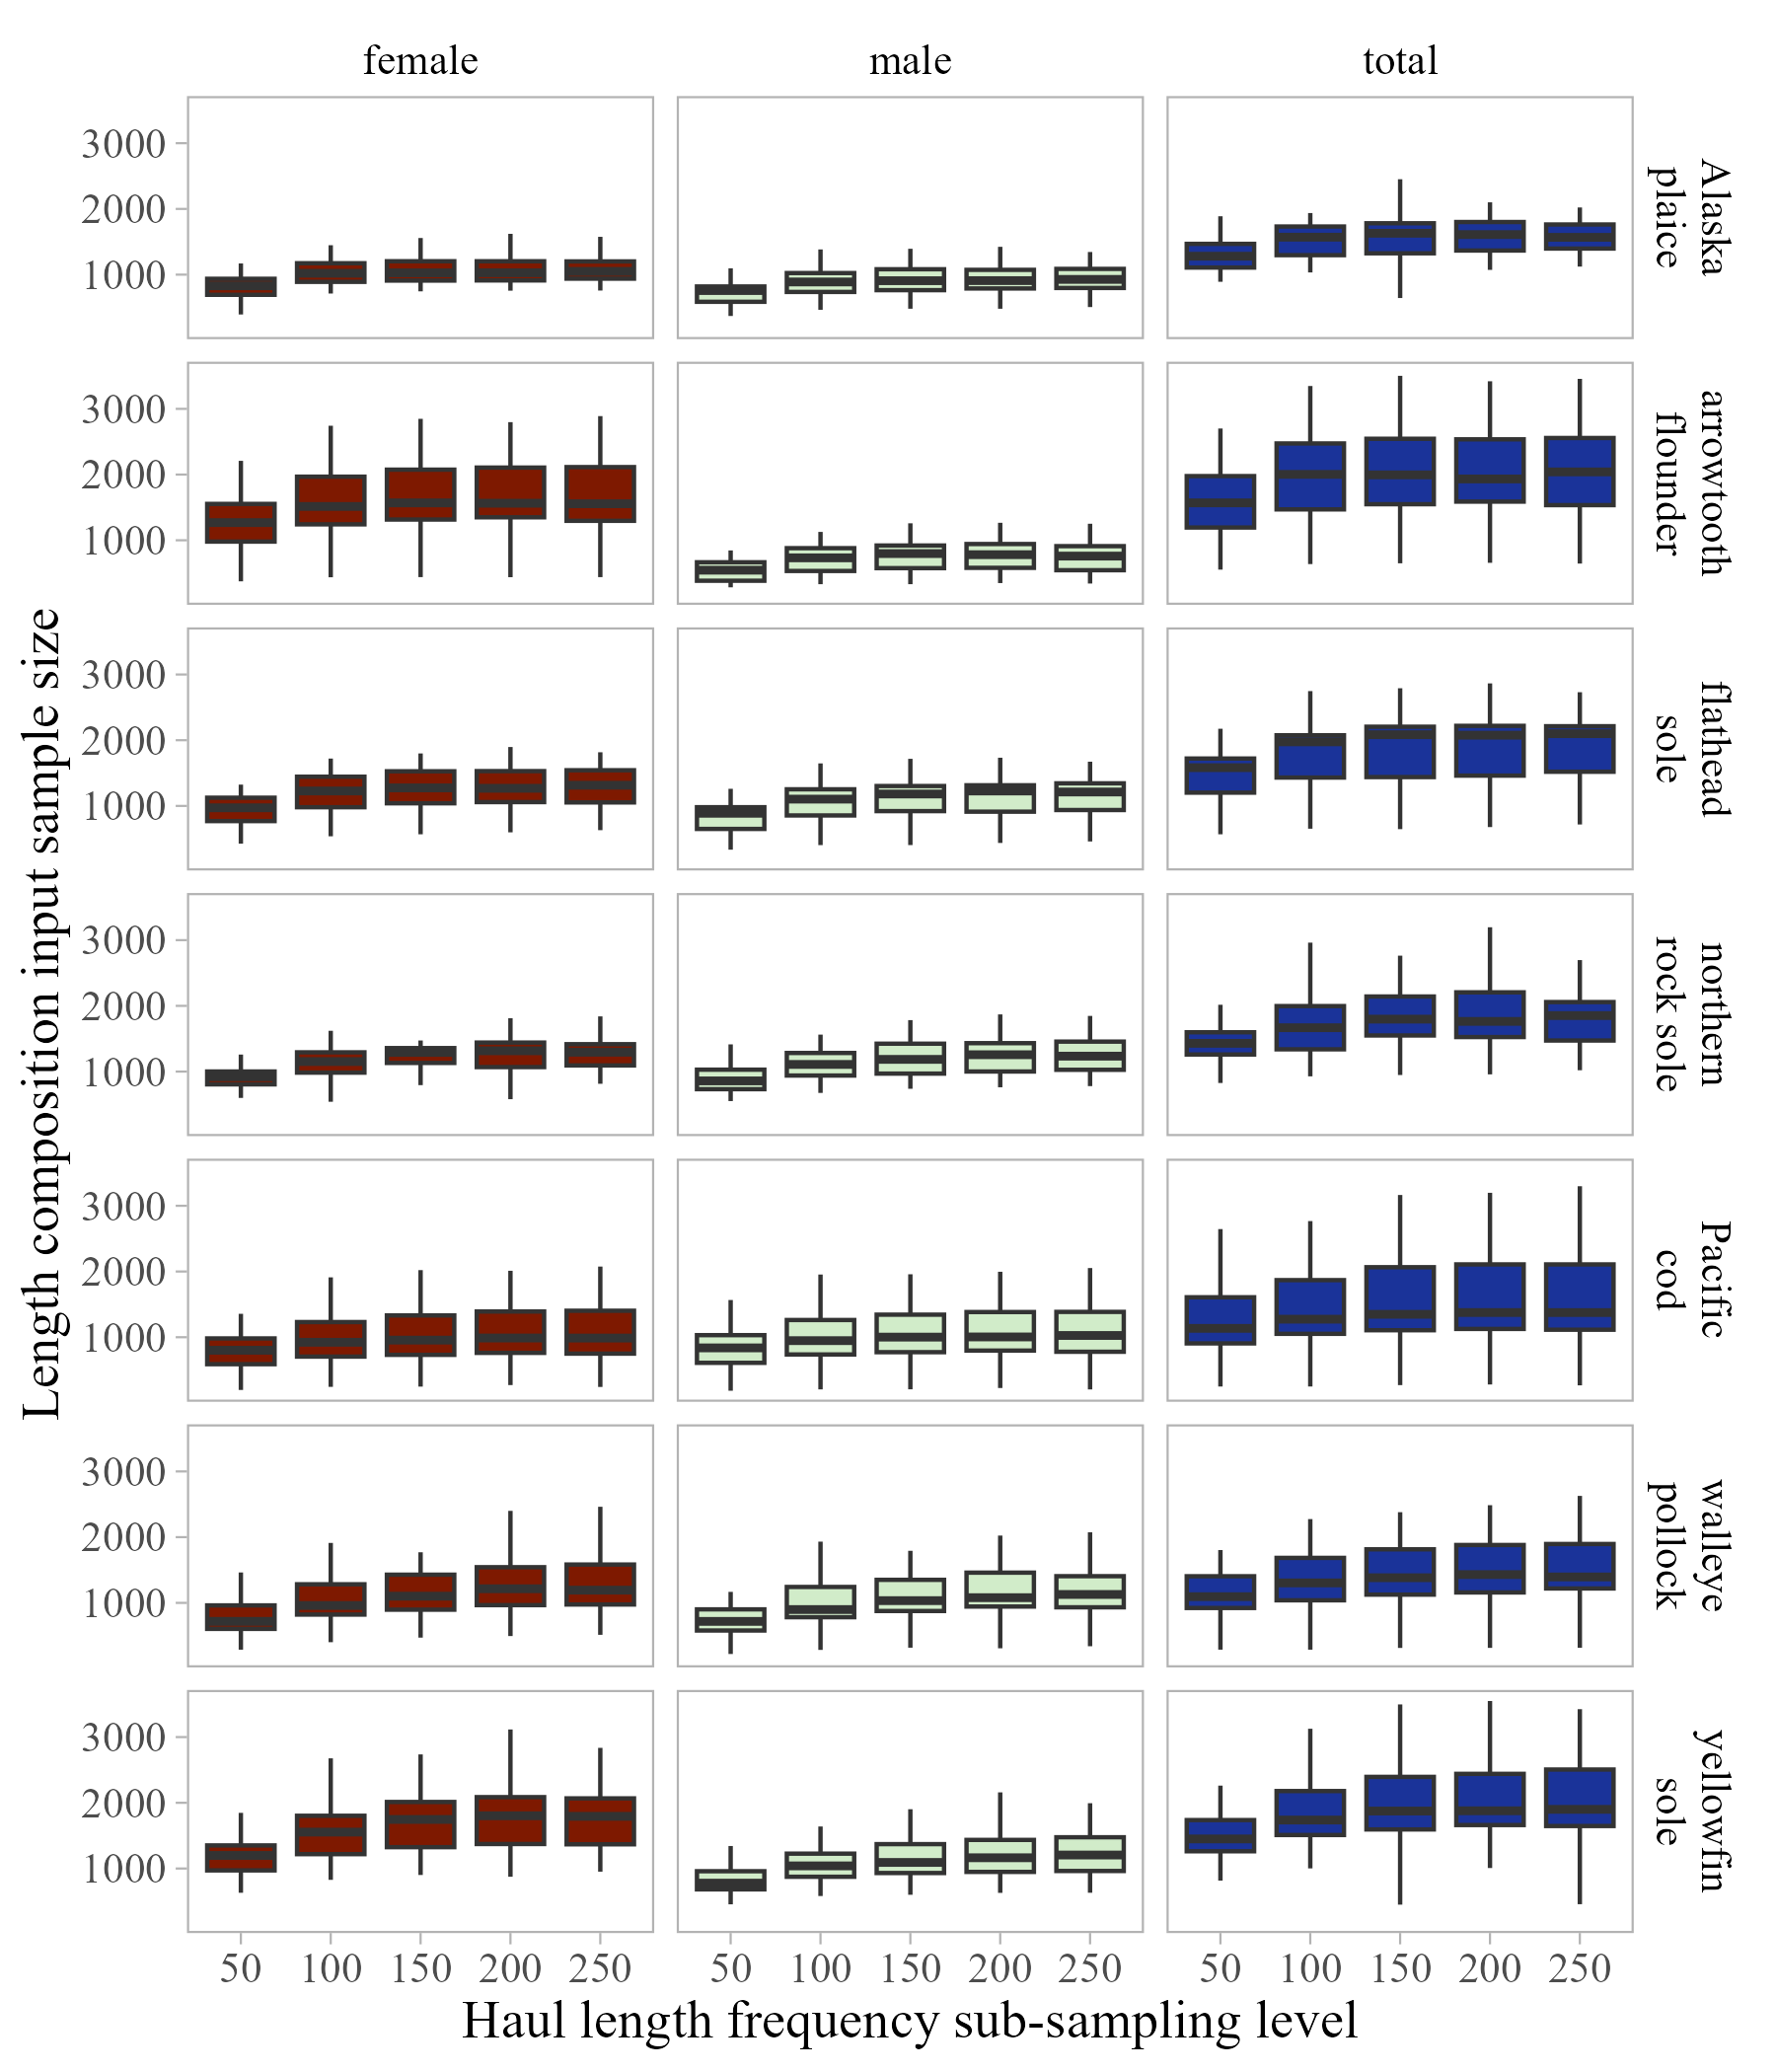 female male total
3000
2000
1000
Alaska
plaice
3000
2000
1000
arrowtooth
flounder
3000
2000
1000
flathead
sole
3000
2000
1000
northern
rock sole
3000
2000
1000
Pacific
cod
3000
2000
1000
walleye
pollock
3000
2000
1000
yellowfin
sole
Length composition input sample size
50 100 150 200 250 50 100 150 200 250 50 100 150 200 250
Haul length frequency sub-sampling level